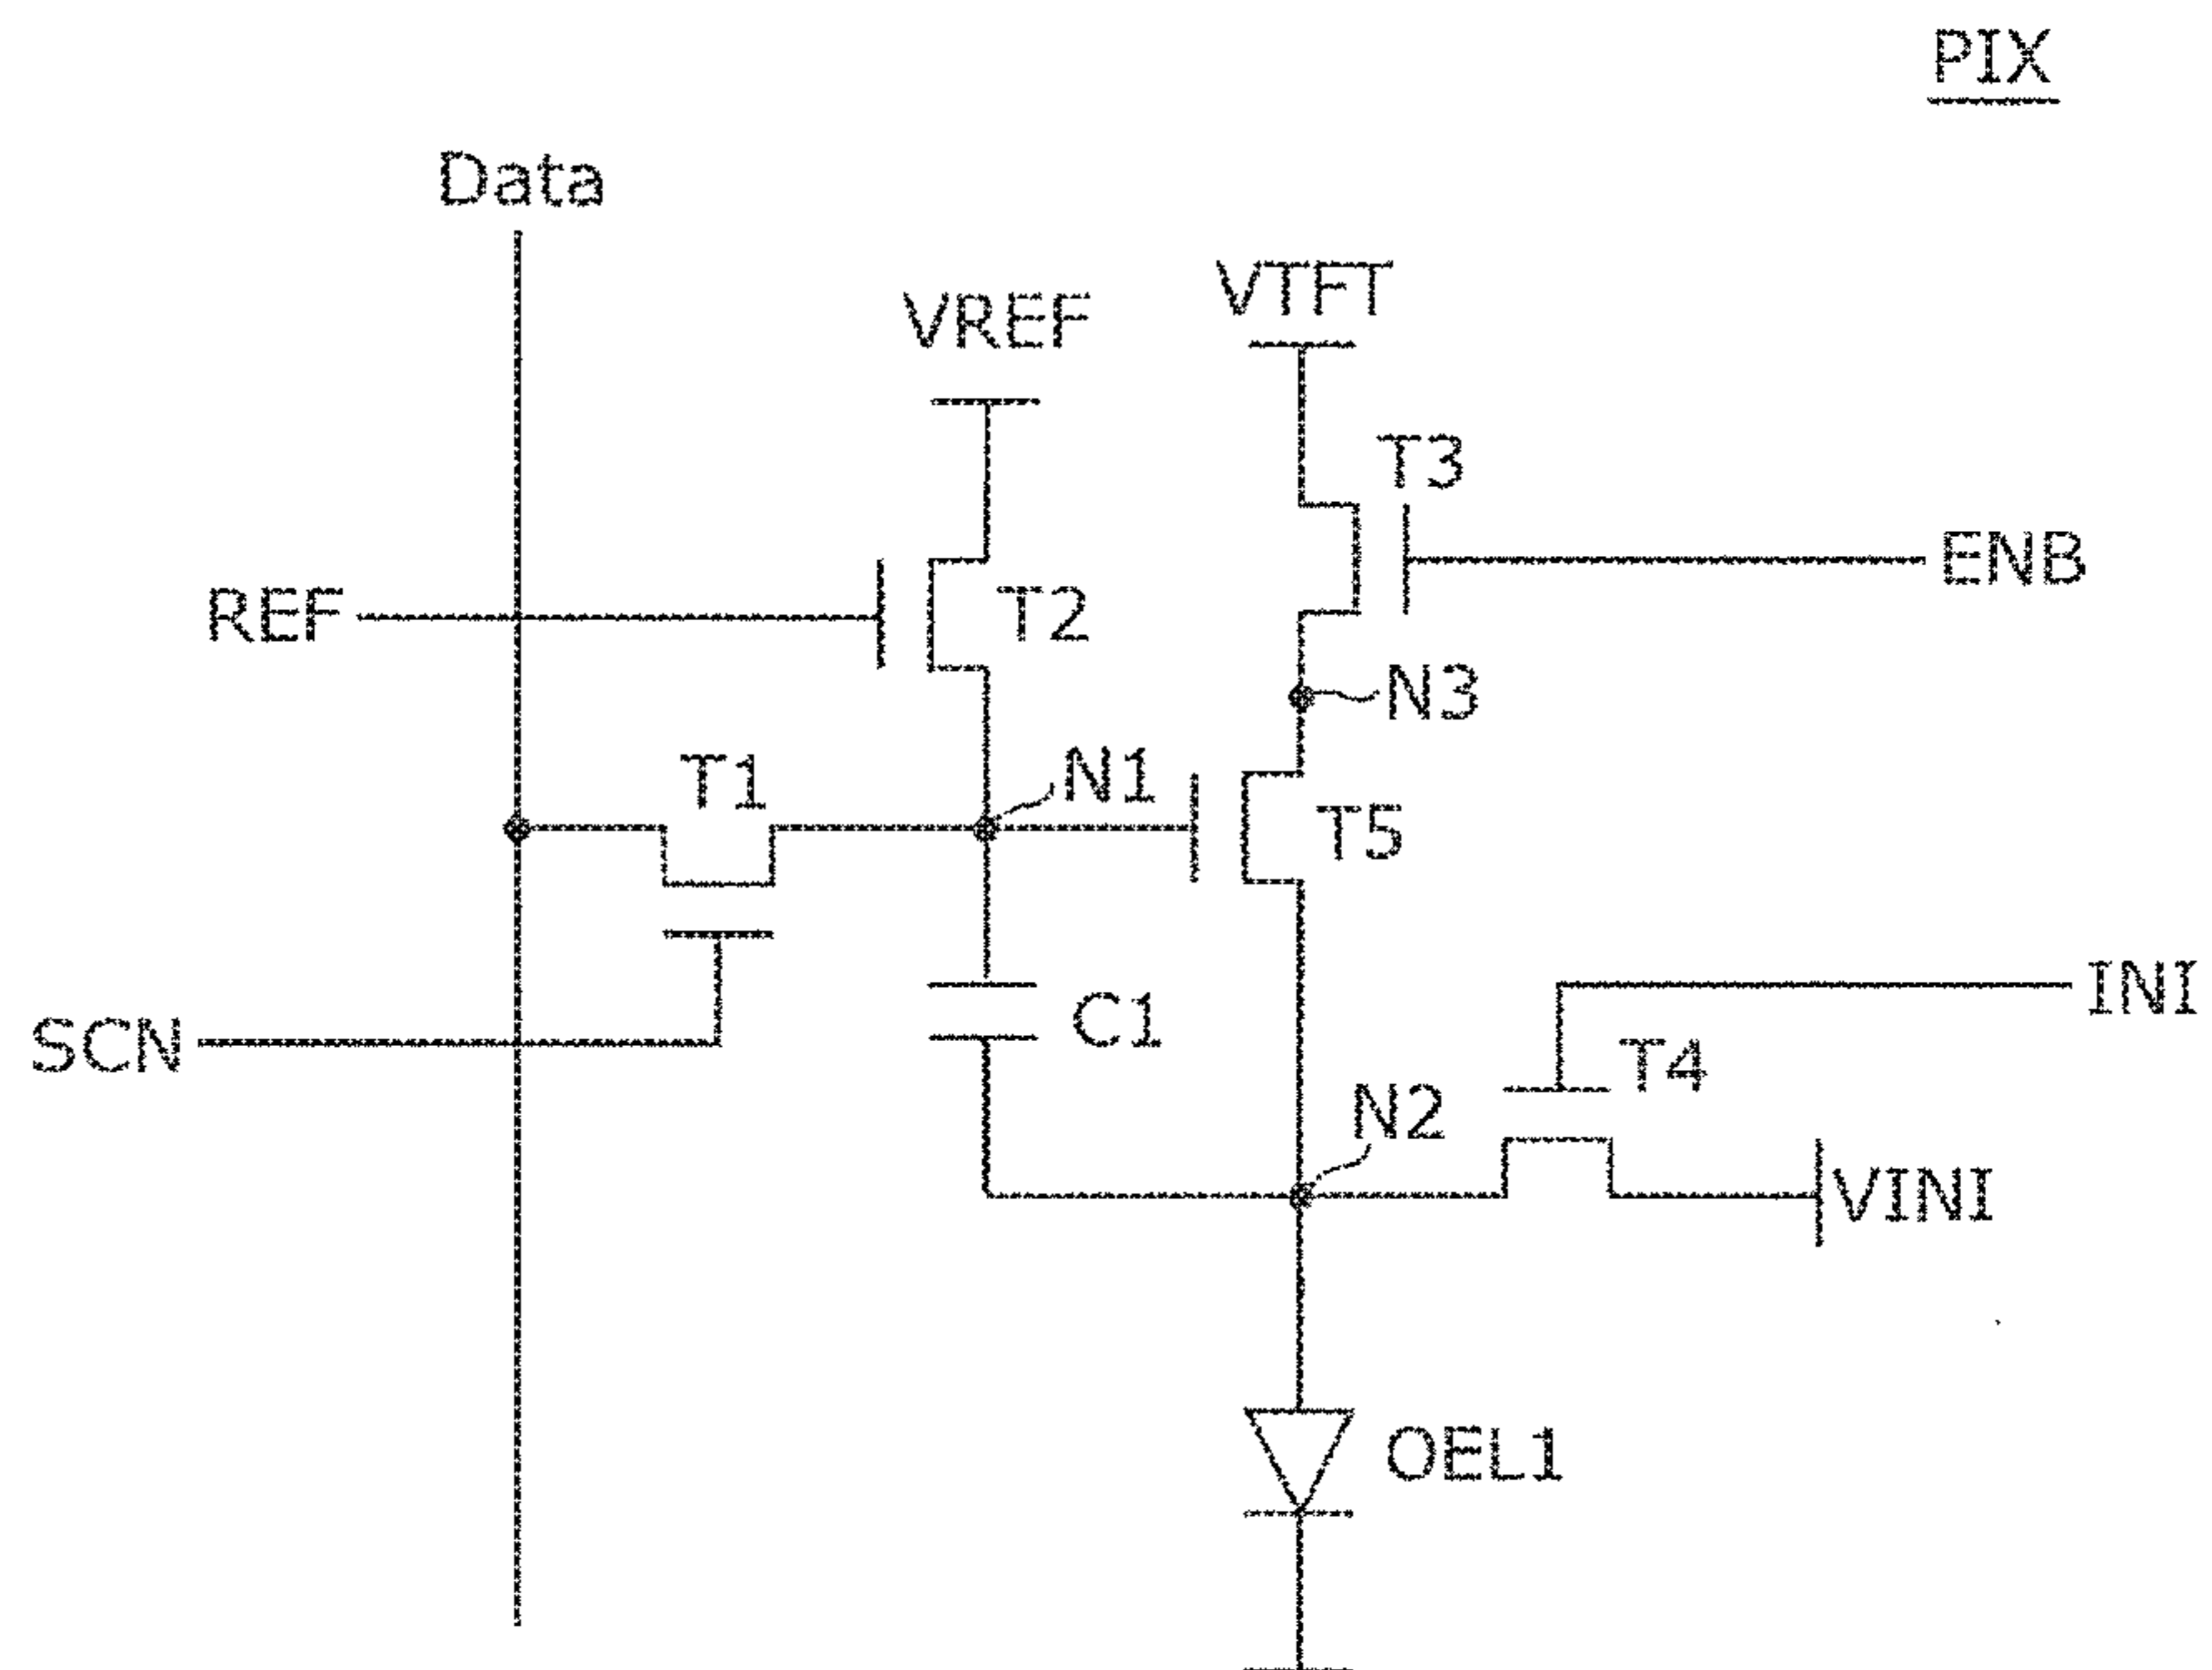 PIX
Data
VREF
VTFT
T3
ENB
REF
T2
N3
T1
N1
T5
SCN
C1
INI
T4
N2
VINI
OEL1